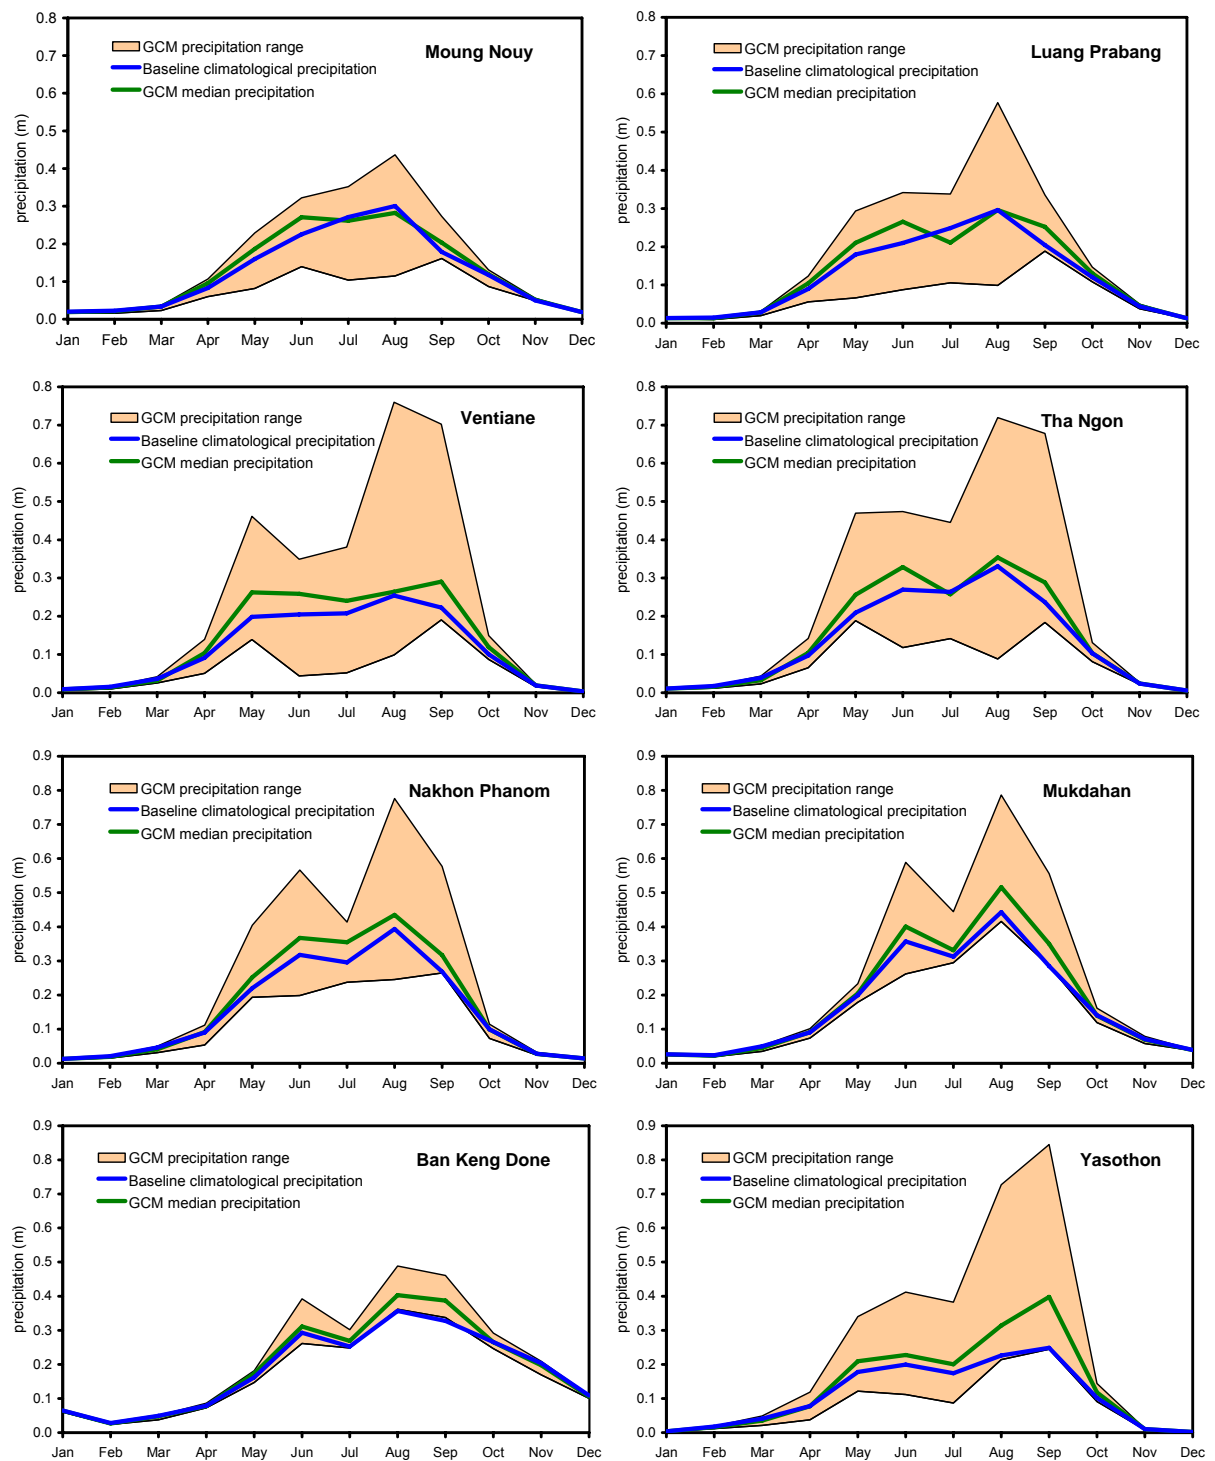 0.8
0.7
0.6
0.5
0.4
0.3
0.2
0.1
0.0
precipitation (m)
GCM precipitation range
Baseline climatological precipitation
GCM median precipitation
Moung Nouy
Jan Feb Mar Apr May Jun Jul Aug Sep Oct Nov Dec
0.8
0.7
0.6
0.5
0.4
0.3
0.2
0.1
0.0
precipitation (m)
GCM precipitation range
Baseline climatological precipitation
GCM median precipitation
Luang Prabang
Jan Feb Mar Apr May Jun Jul Aug Sep Oct Nov Dec
0.8
0.7
0.6
0.5
0.4
0.3
0.2
0.1
0.0
precipitation (m)
GCM precipitation range
Baseline climatological precipitation
GCM median precipitation
Ventiane
Jan Feb Mar Apr May Jun Jul Aug Sep Oct Nov Dec
0.8
0.7
0.6
0.5
0.4
0.3
0.2
0.1
0.0
precipitation (m)
GCM precipitation range
Baseline climatological precipitation
GCM median precipitation
Tha Ngon
Jan Feb Mar Apr May Jun Jul Aug Sep Oct Nov Dec
0.9
0.8
0.7
0.6
0.5
0.4
0.3
0.2
0.1
0.0
precipitation (m)
GCM precipitation range
Baseline climatological precipitation
GCM median precipitation
Nakhon Phanom
Jan Feb Mar Apr May Jun Jul Aug Sep Oct Nov Dec
0.9
0.8
0.7
0.6
0.5
0.4
0.3
0.2
0.1
0.0
precipitation (m)
GCM precipitation range
Baseline climatological precipitation
GCM median precipitation
Mukdahan
Jan Feb Mar Apr May Jun Jul Aug Sep Oct Nov Dec
0.9
0.8
0.7
0.6
0.5
0.4
0.3
0.2
0.1
0.0
precipitation (m)
GCM precipitation range
Baseline climatological precipitation
GCM median precipitation
Ban Keng Done
Jan Feb Mar Apr May Jun Jul Aug Sep Oct Nov Dec
0.9
0.8
0.7
0.6
0.5
0.4
0.3
0.2
0.1
0.0
precipitation (m)
GCM precipitation range
Baseline climatological precipitation
GCM median precipitation
Yasothon
Jan Feb Mar Apr May Jun Jul Aug Sep Oct Nov Dec